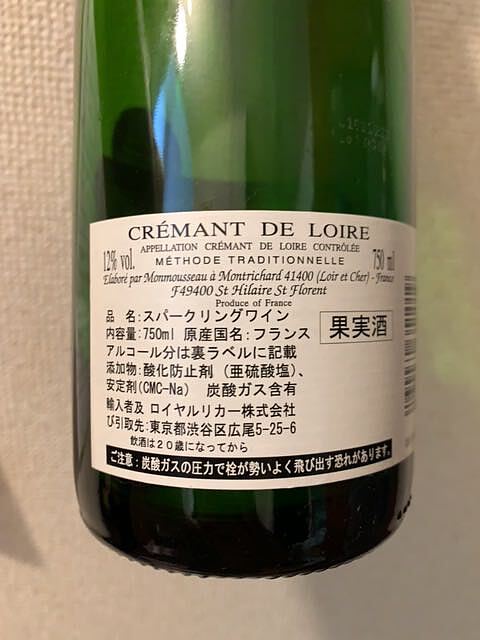 CRÉMANT DE LOIRE
APPELLATION CRÉMANT DE LOIRE CONTRÔLÉE
12% vol. MÉTHODE TRADITIONNELLE 750 ml
Elaboré par Monmousseau à Montrichard 41400 (Loir et Cher) - France
F49400 St Hilaire St Florent
Produce of France
品 名:スパークリングワイン
内容量:750ml 原産国名:フランス
果実酒
アルコール分は裏ラベルに記載
添加物:酸化防止剤 (亜硫酸塩)、
安定剤(CMC-Na) 炭酸ガス含有
輸入者及 ロイヤルリカー株式会社
び引取先:東京都渋谷区広尾5-25-6
飲酒は20歳になってから
ご注意:炭酸ガスの圧力で栓が勢いよく飛び出す恐れがあります。